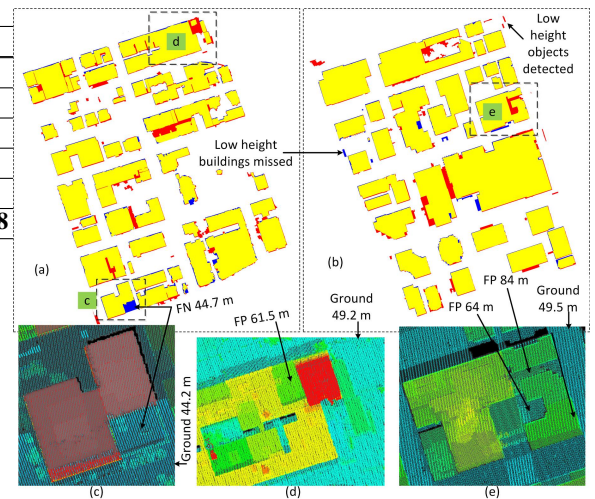 d
Low
height
objects
detected
e
Low height
buildings missed
8
(a)
(b)
c
FN 44.7 m
FP 61.5 m
Ground
49.2 m
FP 84 m
FP 64 m
Ground
49.5 m
Ground 44.2 m
(c)
(d)
(e)